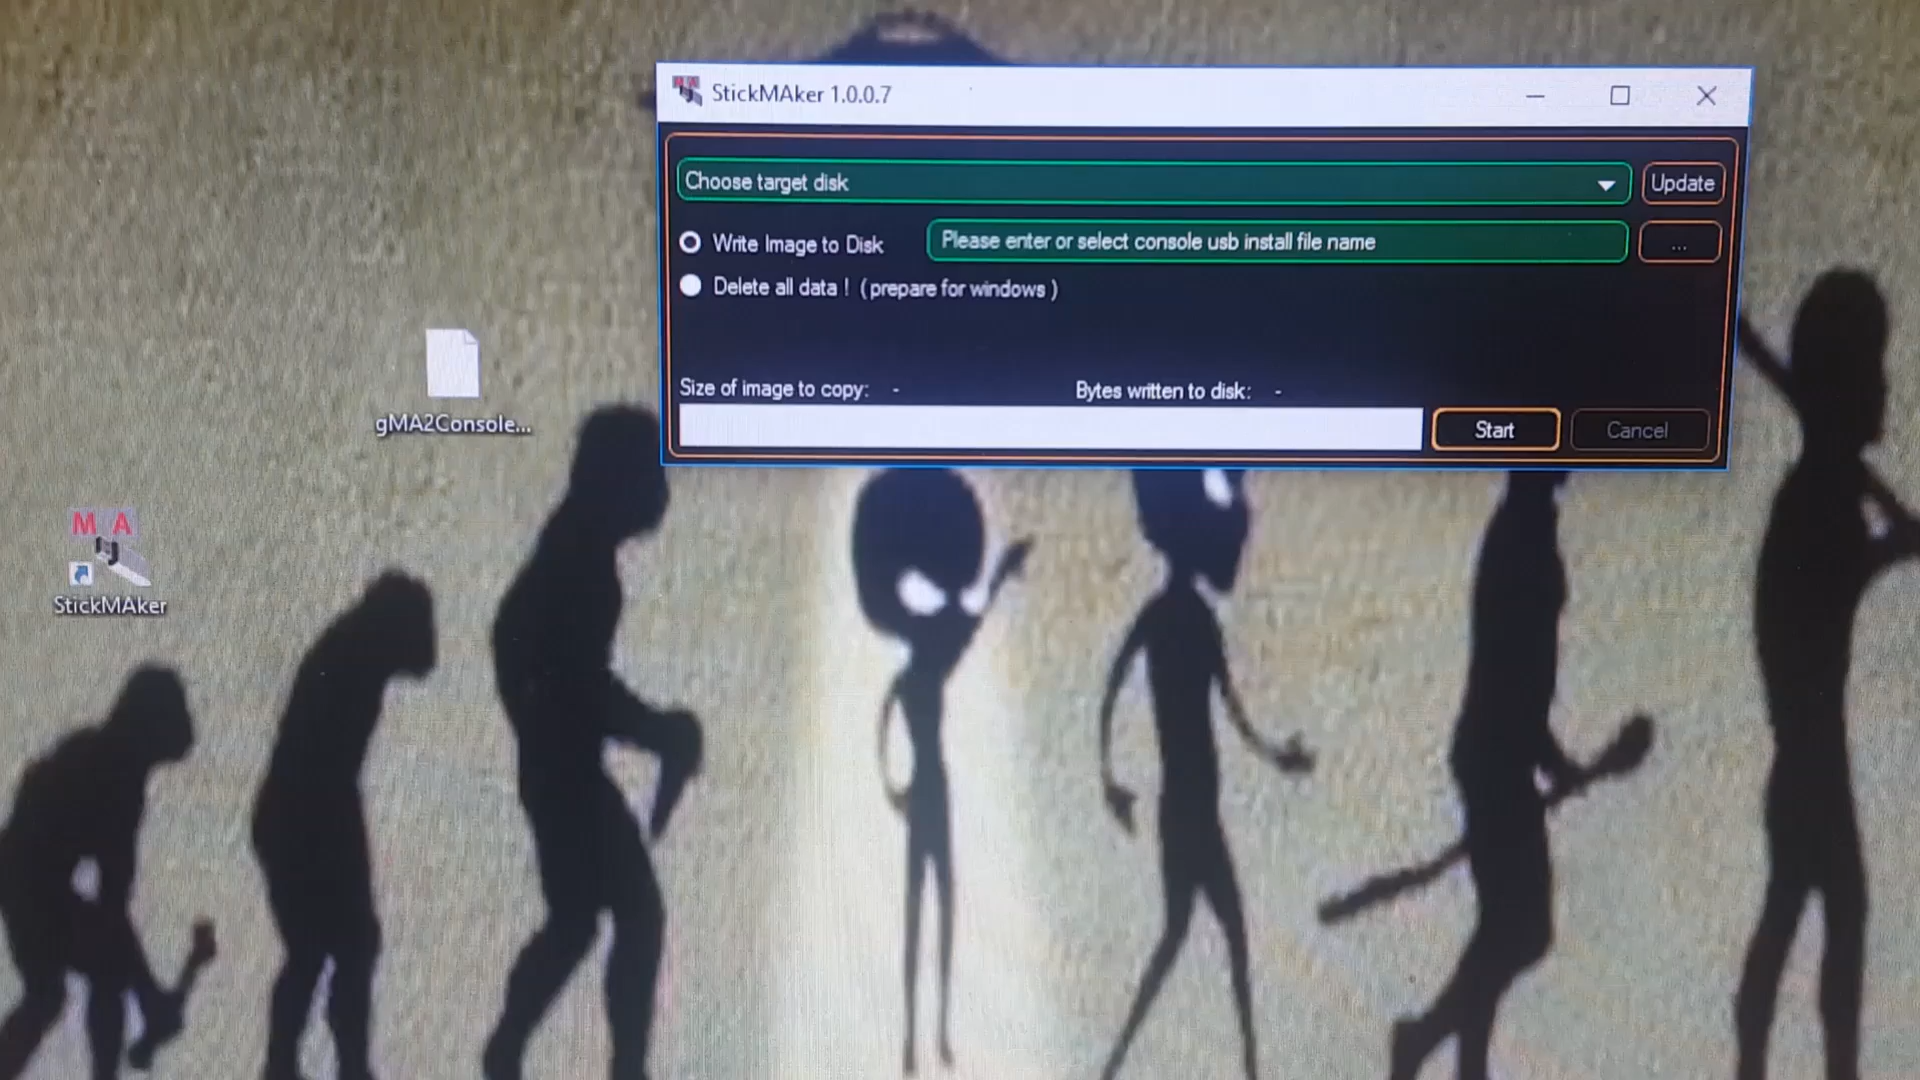 StickMAker 1.0.0.7
Choose target disk
Update
Write Image to Disk
Please enter or select console usb install file name
...
Delete all data ! ( prepare for windows )
Size of image to copy: -
Bytes written to disk: -
Start
Cancel
gMA2Console...
M A
StickMAker